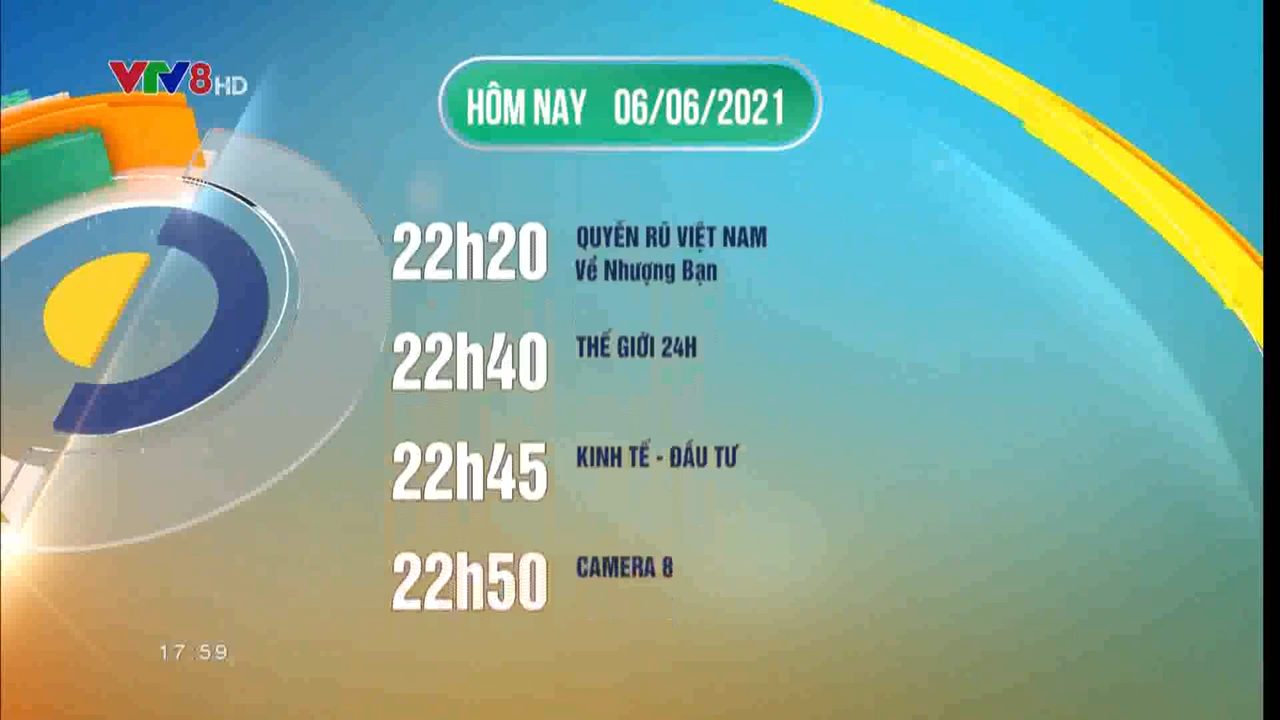 VTV8 HD
HÔM NAY 06/06/2021
22h20 QUYẾN RŨ VIỆT NAM
Về Nhượng Bạn
22h40 THẾ GIỚI 24H
22h45 KINH TẾ - ĐẦU TƯ
22h50 CAMERA 8
17:59